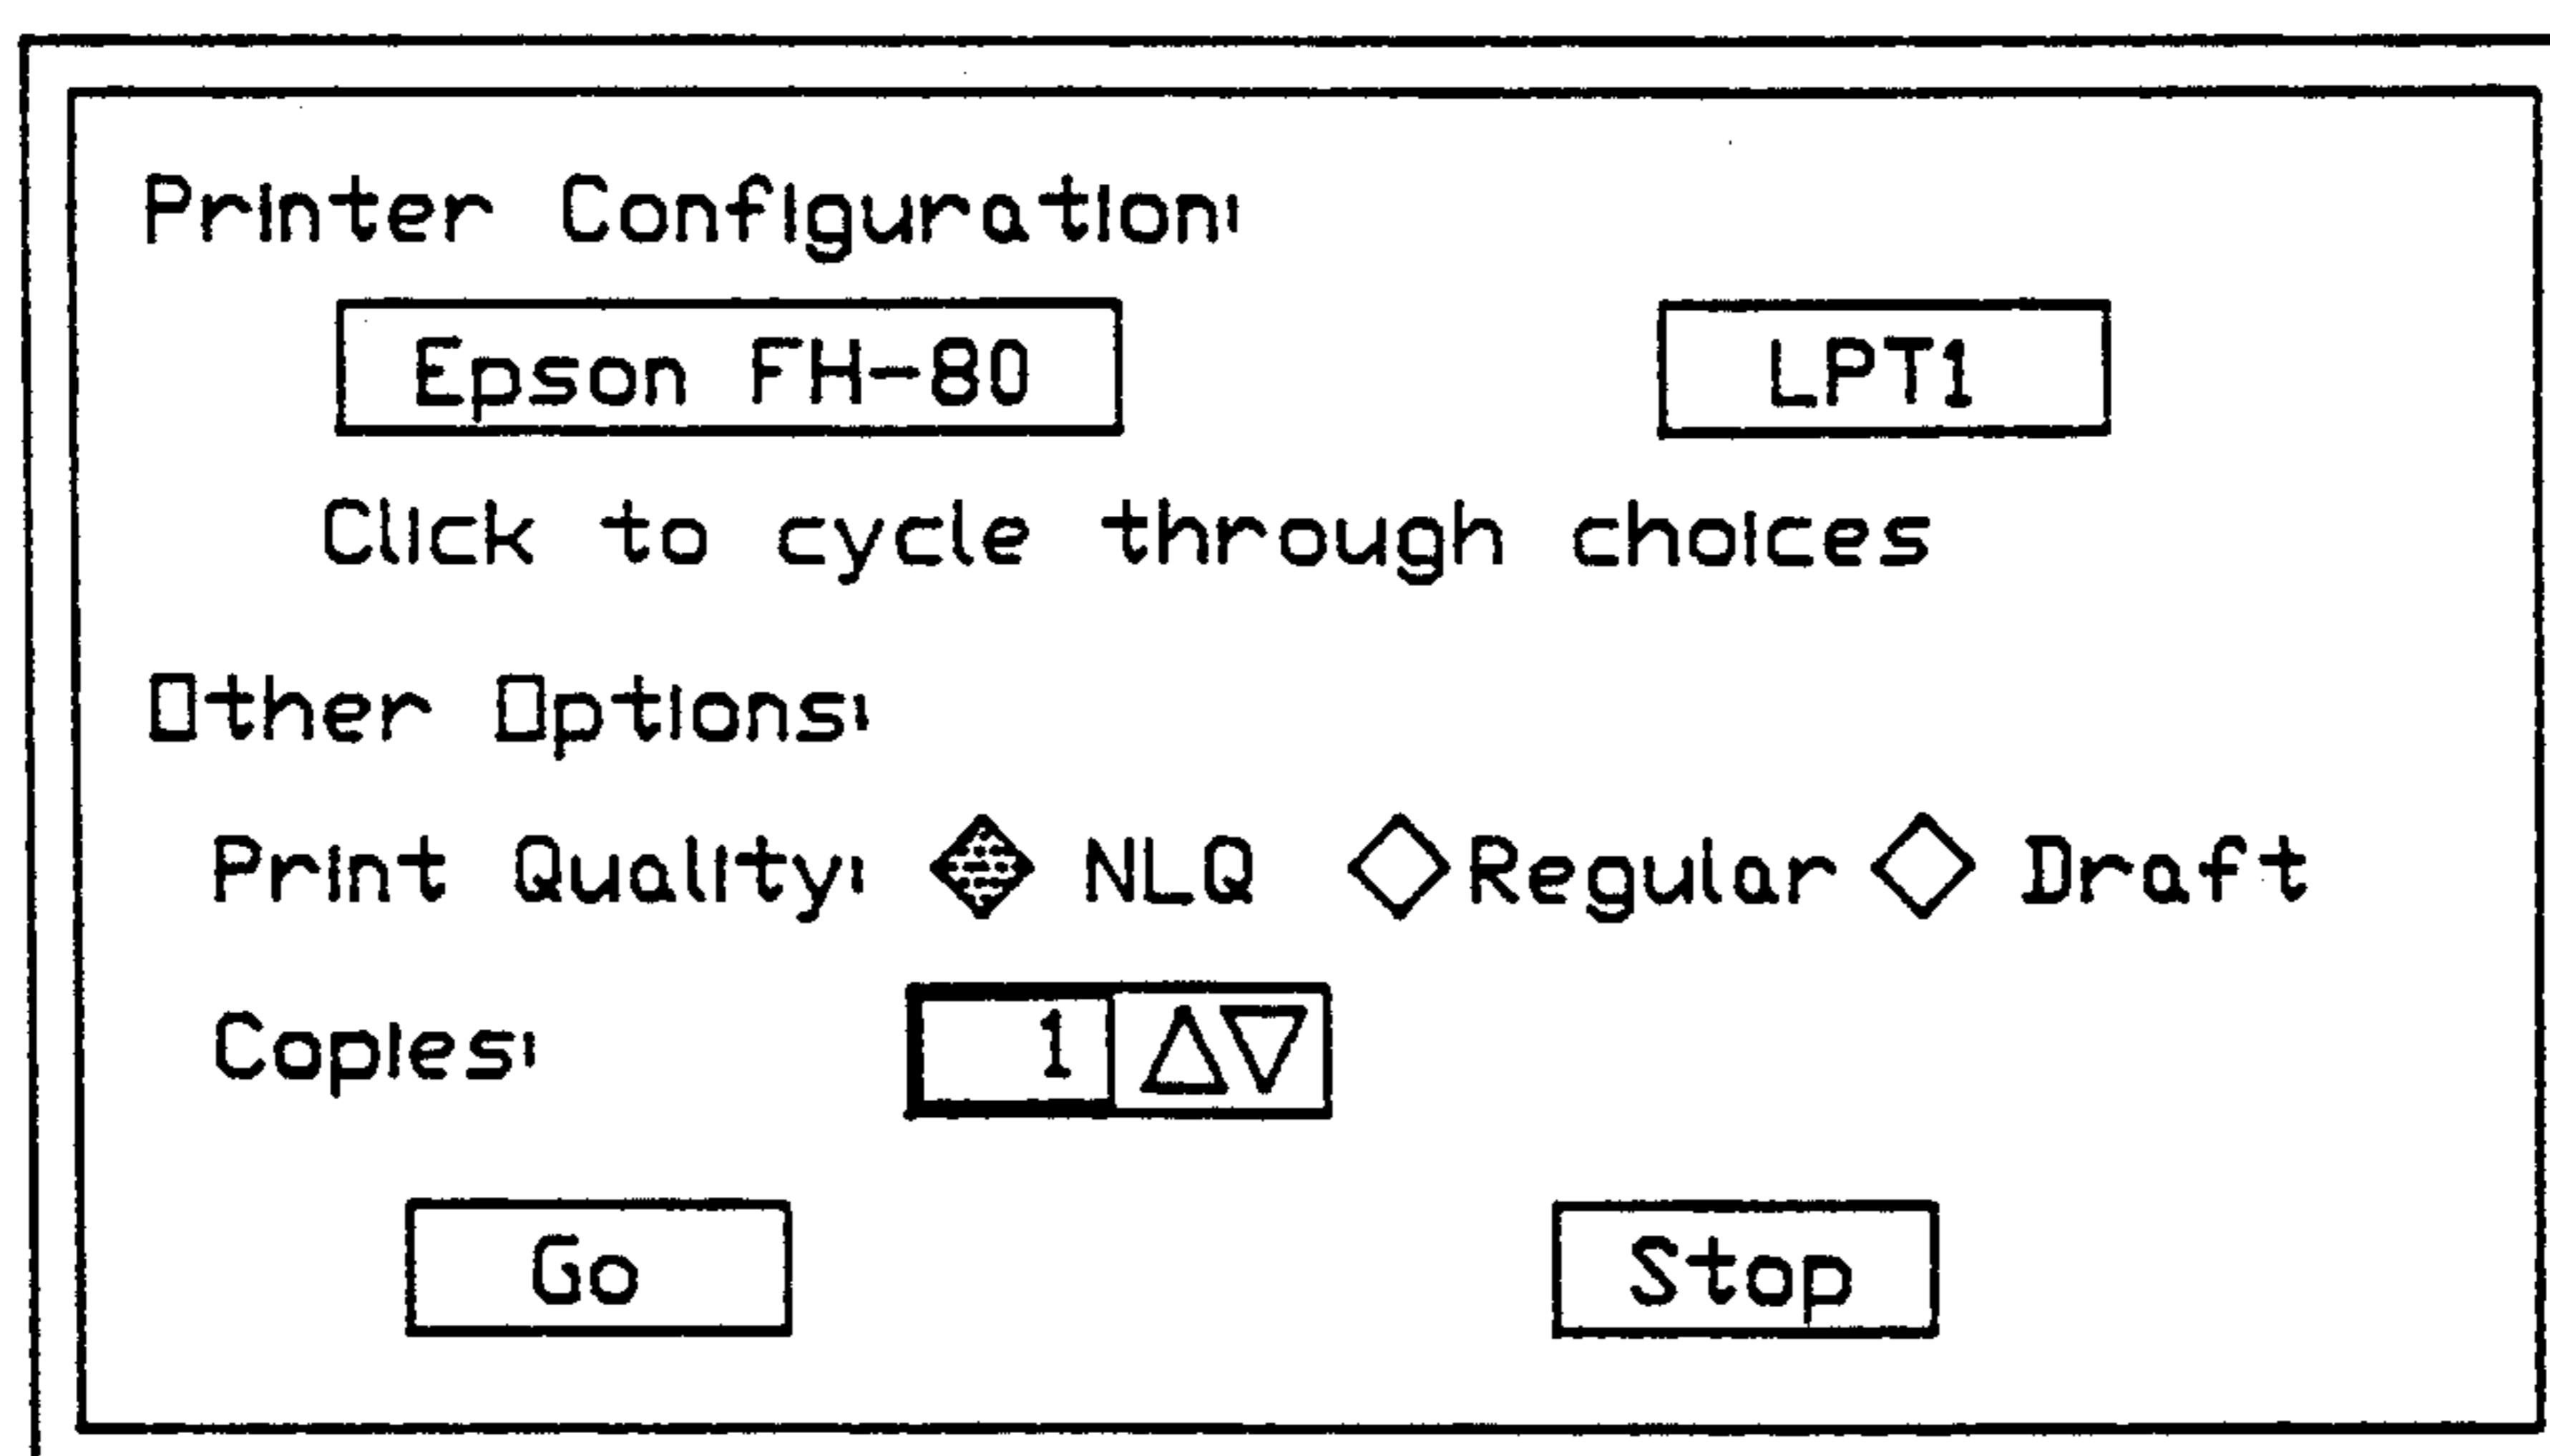 Printer Configuration:
Epson FH-80 LPT1
Click to cycle through choices
Other Options:
Print Quality: NLQ Regular Draft
Copies: 1
Go Stop